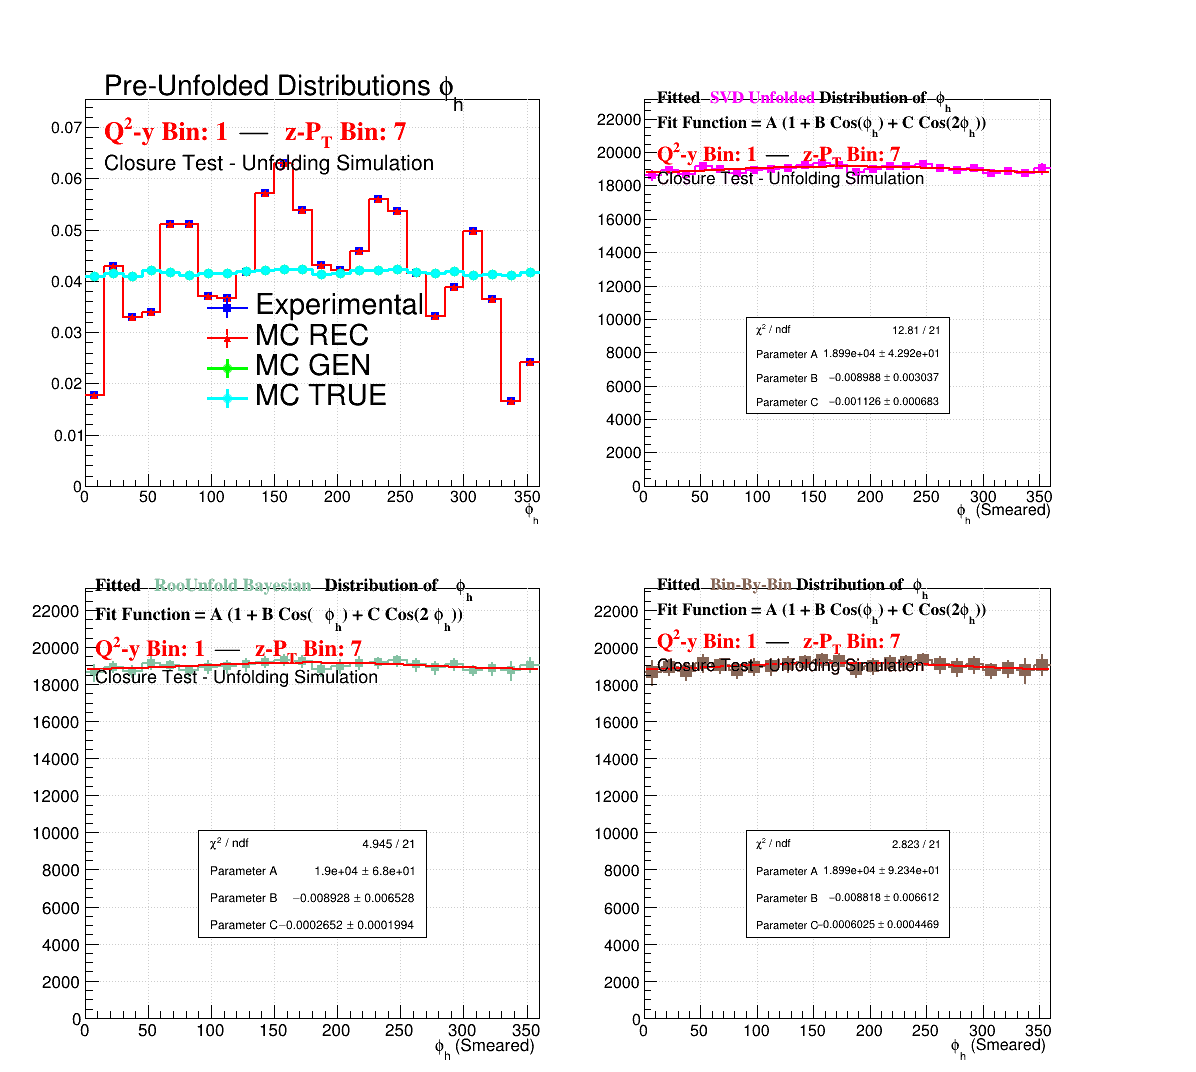 Pre-Unfolded Distributions ϕh
Q²-y Bin: 1 — z-PT Bin: 7
Closure Test - Unfolding Simulation
0.07
0.06
0.05
0.04
0.03
0.02
0.01
0
Experimental
MC REC
MC GEN
MC TRUE
0 50 100 150 200 250 300 350
ϕh
Fitted SVD Unfolded Distribution of ϕh
Fit Function = A (1 + B Cos(ϕh) + C Cos(2ϕh))
Q²-y Bin: 1 — z-PT Bin: 7
Closure Test - Unfolding Simulation
22000
20000
18000
16000
14000
12000
10000
8000
6000
4000
2000
0
χ² / ndf 12.81 / 21
Parameter A 1.899e+04 ± 4.292e+01
Parameter B −0.008988 ± 0.003037
Parameter C −0.001126 ± 0.000683
0 50 100 150 200 250 300 350
ϕh (Smeared)
Fitted RooUnfold Bayesian Distribution of ϕh
Fit Function = A (1 + B Cos( ϕh) + C Cos(2 ϕh))
Q²-y Bin: 1 — z-PT Bin: 7
Closure Test - Unfolding Simulation
22000
20000
18000
16000
14000
12000
10000
8000
6000
4000
2000
0
χ² / ndf 4.945 / 21
Parameter A 1.9e+04 ± 6.8e+01
Parameter B −0.008928 ± 0.006528
Parameter C −0.0002652 ± 0.0001994
0 50 100 150 200 250 300 350
ϕh (Smeared)
Fitted Bin-By-Bin Distribution of ϕh
Fit Function = A (1 + B Cos(ϕh) + C Cos(2ϕh))
Q²-y Bin: 1 — z-PT Bin: 7
Closure Test - Unfolding Simulation
22000
20000
18000
16000
14000
12000
10000
8000
6000
4000
2000
0
χ² / ndf 2.823 / 21
Parameter A 1.899e+04 ± 9.234e+01
Parameter B −0.008818 ± 0.006612
Parameter C −0.0006025 ± 0.0004469
0 50 100 150 200 250 300 350
ϕh (Smeared)